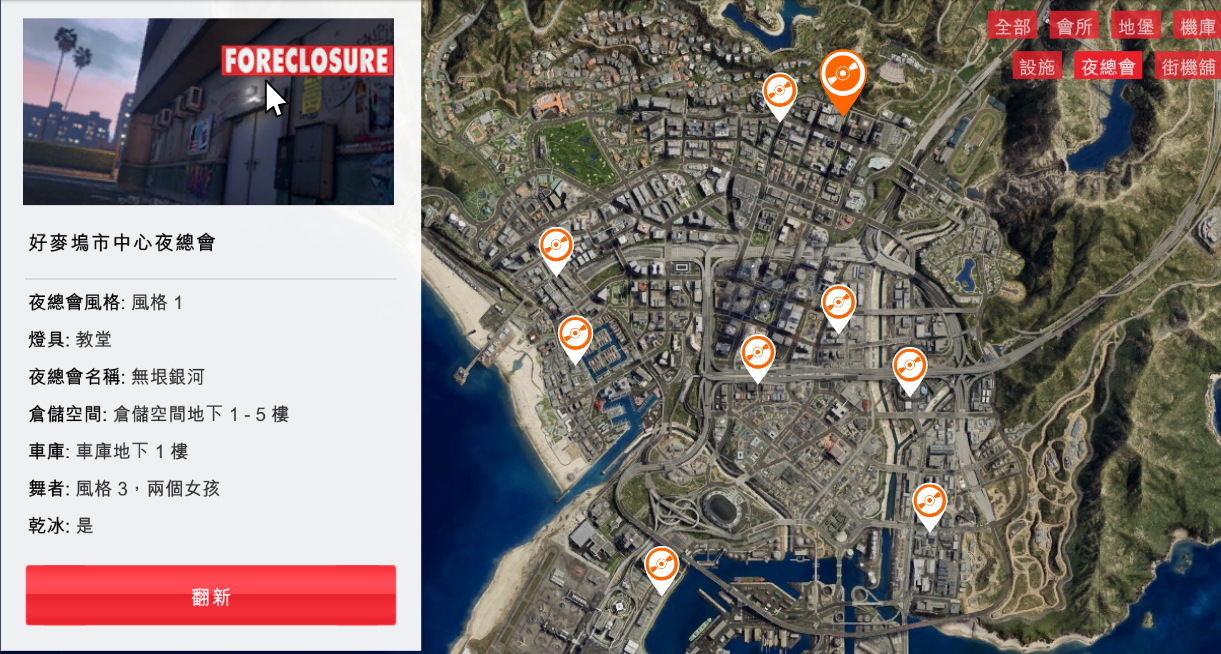 FORECLOSURE
好麥塢市中心夜總會
夜總會風格: 風格 1
燈具: 教堂
夜總會名稱: 無垠銀河
倉儲空間: 倉儲空間地下 1 - 5 樓
車庫: 車庫地下 1 樓
舞者: 風格 3，兩個女孩
乾冰: 是
翻新
全部 會所 地堡 機庫
設施 夜總會 街機舖